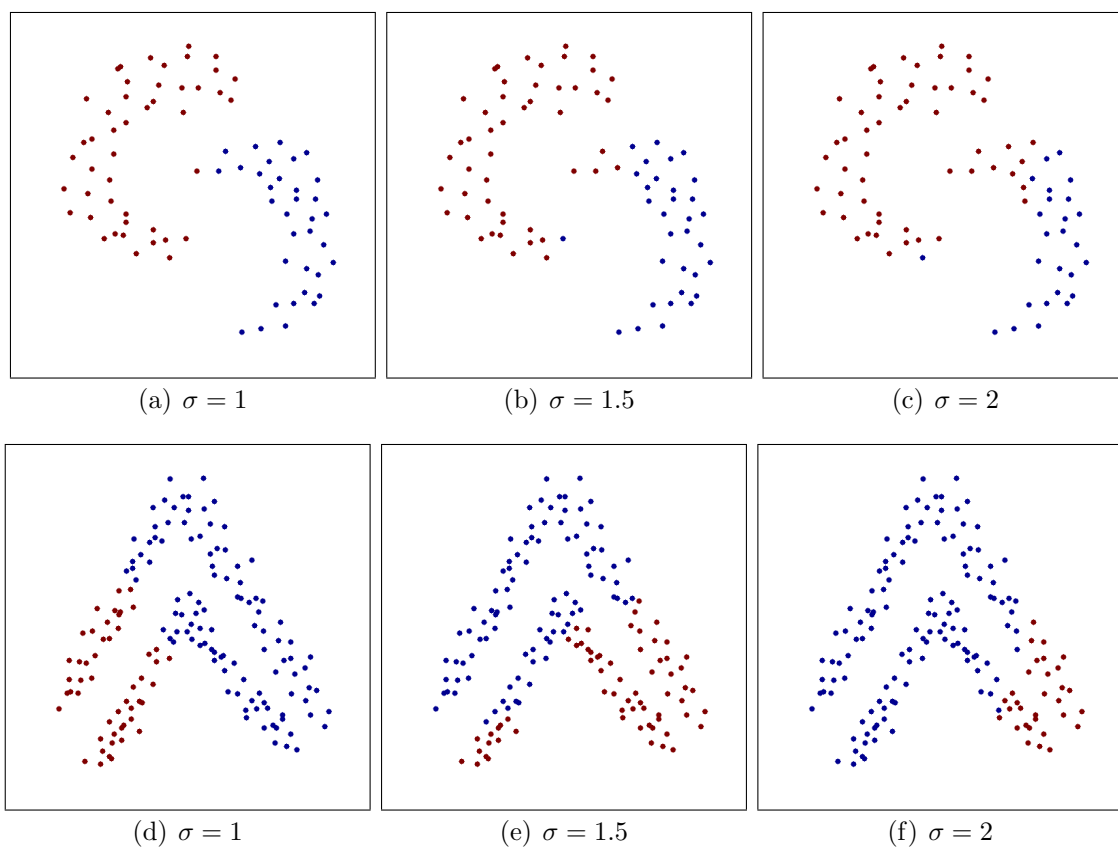 (a) σ = 1
(b) σ = 1.5
(c) σ = 2
(d) σ = 1
(e) σ = 1.5
(f) σ = 2